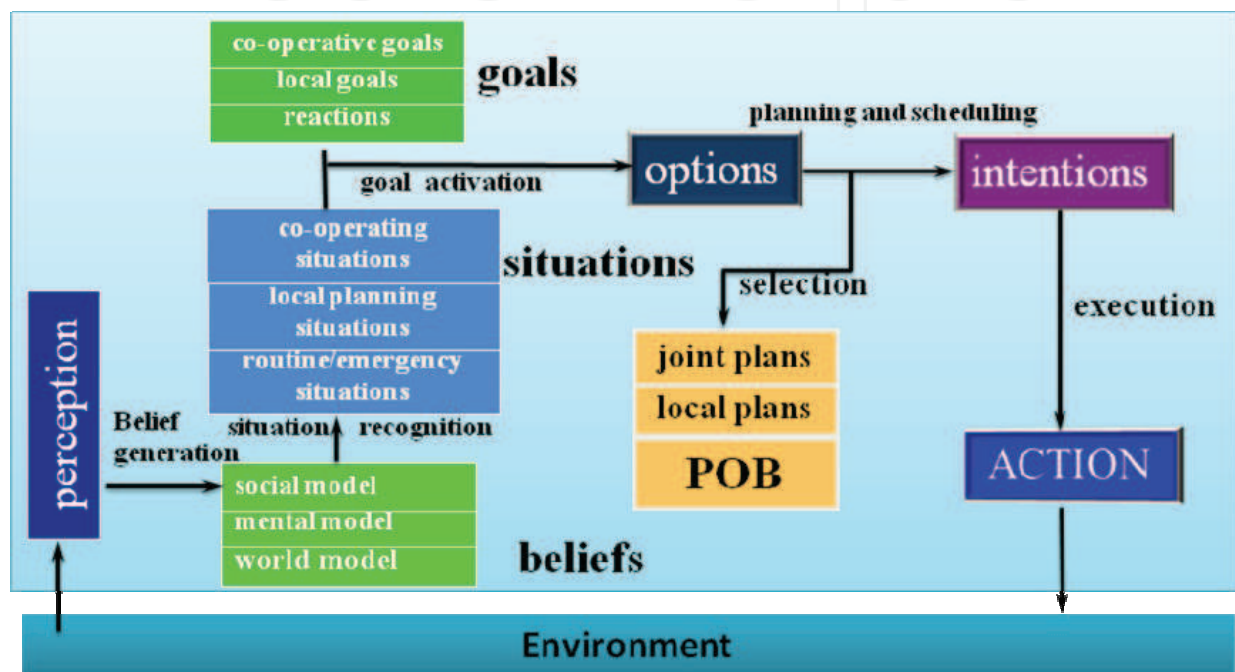 co-operative goals
local goals
reactions
goals
planning and scheduling
options
intentions
goal activation
co-operating
situations
local planning
situations
routine/emergency
situations
situations
selection
execution
perception
Belief
generation
situation recognition
joint plans
local plans
POB
ACTION
social model
mental model
world model
beliefs
Environment